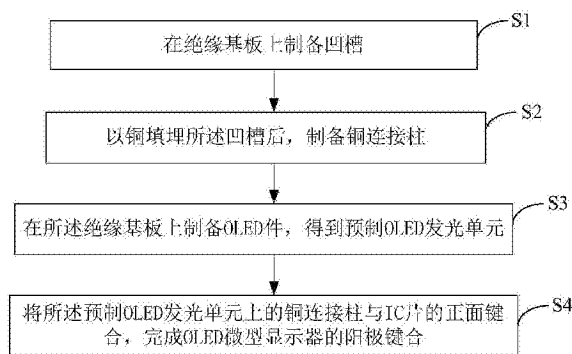 S1
在绝缘基板上制备凹槽
S2
以铜填埋所述凹槽后，制备铜连接柱
S3
在所述绝缘基板上制备OLED件，得到预制OLED发光单元
S4
将所述预制OLED发光单元上的铜连接柱与IC片的正面键
合，完成OLED微型显示器的阳极键合